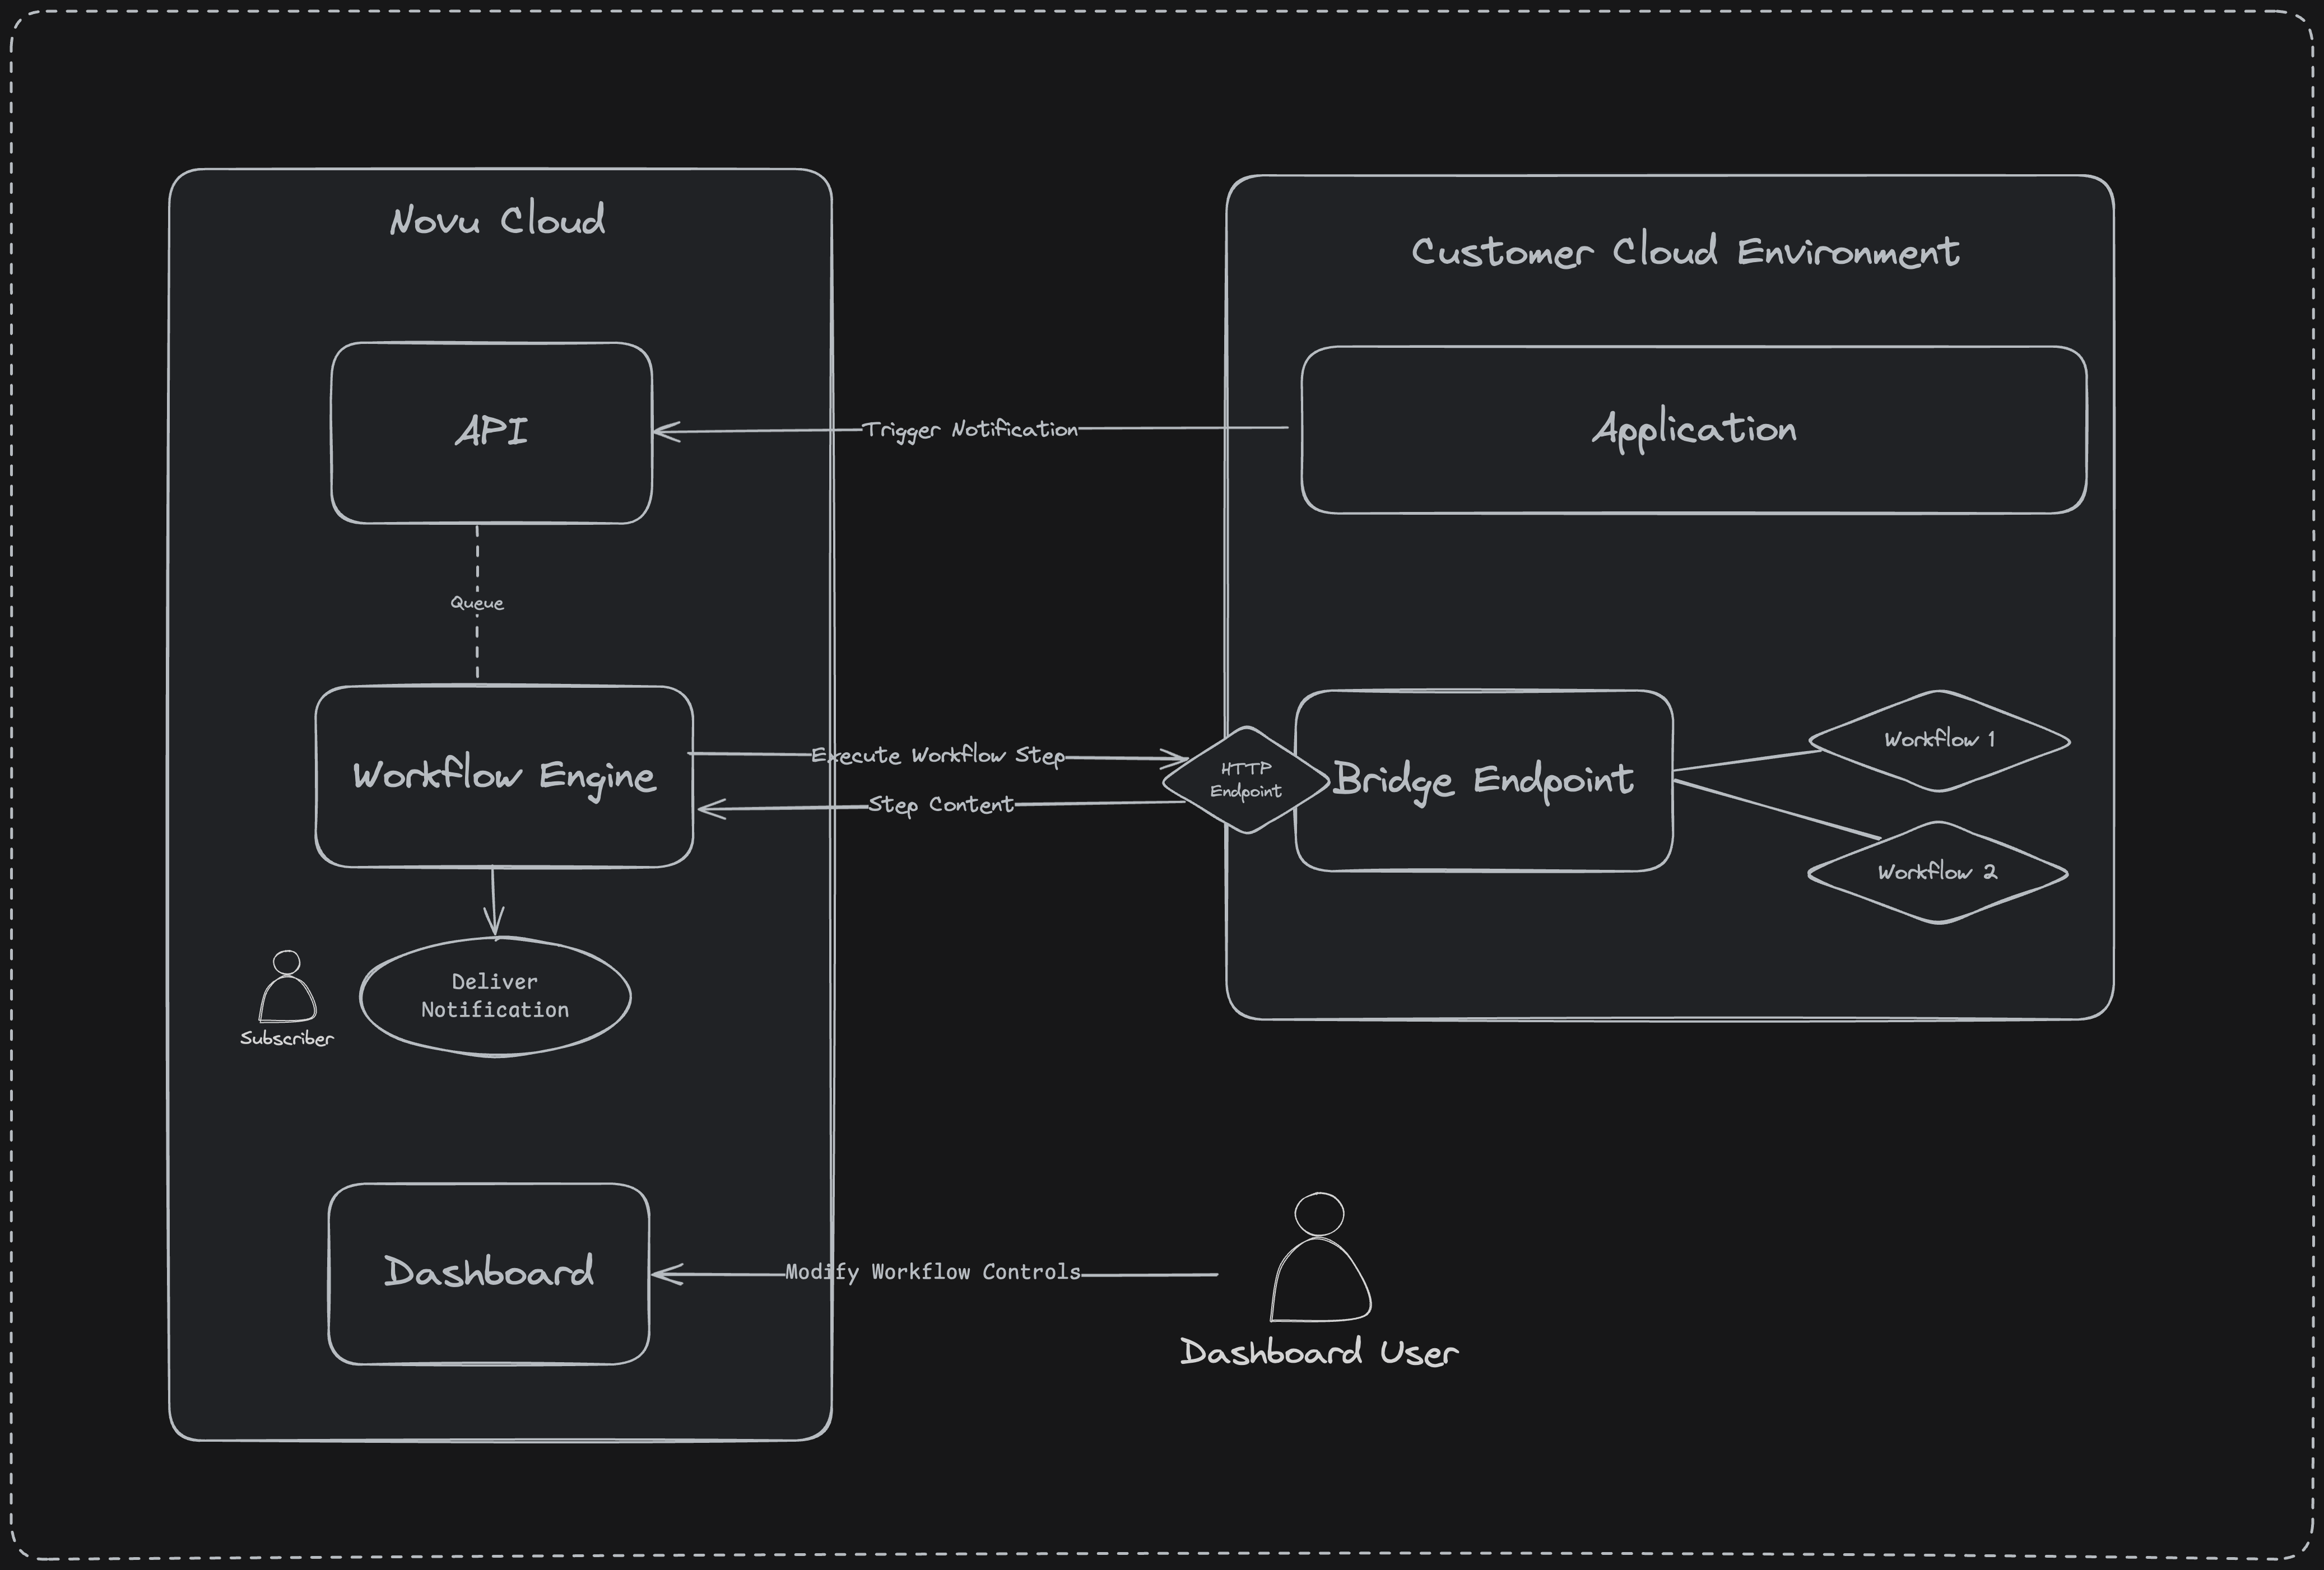 Novu Cloud
Customer Cloud Environment
API
Trigger Notification
Application
Queue
Workflow Engine
Execute Workflow Step
Step Content
HTTP
Endpoint
Bridge Endpoint
Workflow 1
Workflow 2
Deliver
Notification
Subscriber
Dashboard
Modify Workflow Controls
Dashboard User